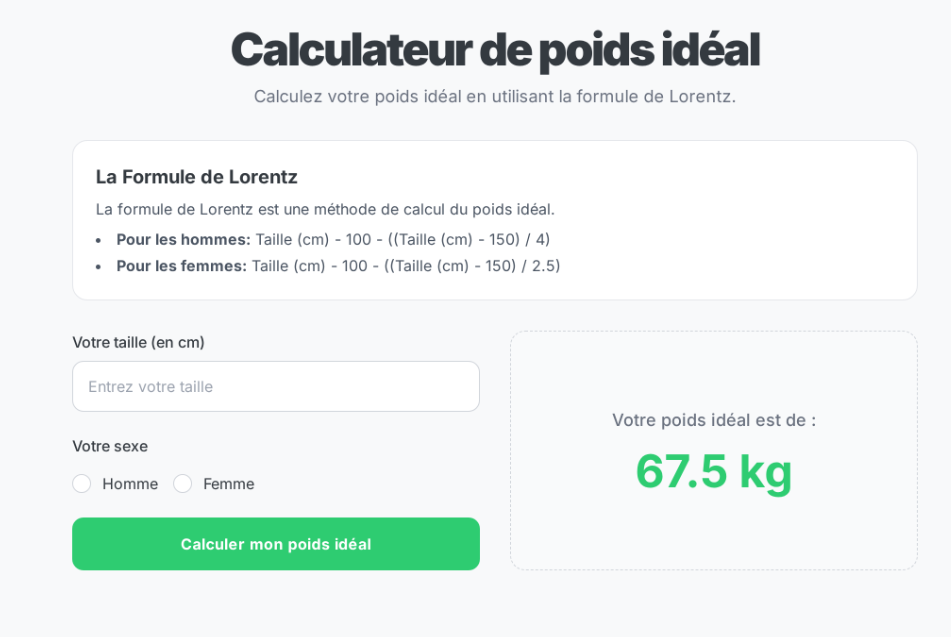 Calculateur de poids idéal
Calculez votre poids idéal en utilisant la formule de Lorentz.
La Formule de Lorentz
La formule de Lorentz est une méthode de calcul du poids idéal.
• Pour les hommes: Taille (cm) - 100 - ((Taille (cm) - 150) / 4)
• Pour les femmes: Taille (cm) - 100 - ((Taille (cm) - 150) / 2.5)
Votre taille (en cm)
Entrez votre taille
Votre sexe
Homme Femme
Calculer mon poids idéal
Votre poids idéal est de :
67.5 kg